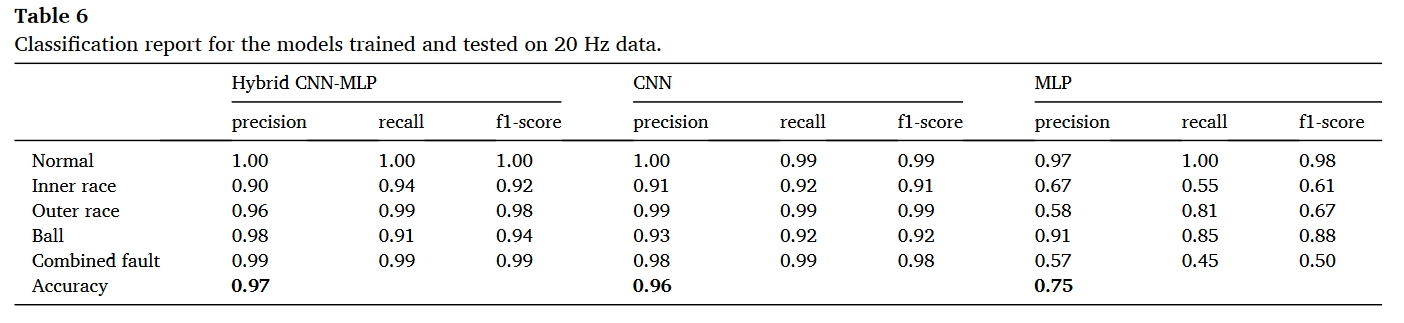 Table 6
Classification report for the models trained and tested on 20 Hz data.
Hybrid CNN-MLP CNN MLP
precision recall f1-score precision recall f1-score precision recall f1-score
Normal 1.00 1.00 1.00 1.00 0.99 0.99 0.97 1.00 0.98
Inner race 0.90 0.94 0.92 0.91 0.92 0.91 0.67 0.55 0.61
Outer race 0.96 0.99 0.98 0.99 0.99 0.99 0.58 0.81 0.67
Ball 0.98 0.91 0.94 0.93 0.92 0.92 0.91 0.85 0.88
Combined fault 0.99 0.99 0.99 0.98 0.99 0.98 0.57 0.45 0.50
Accuracy 0.97 0.96 0.75